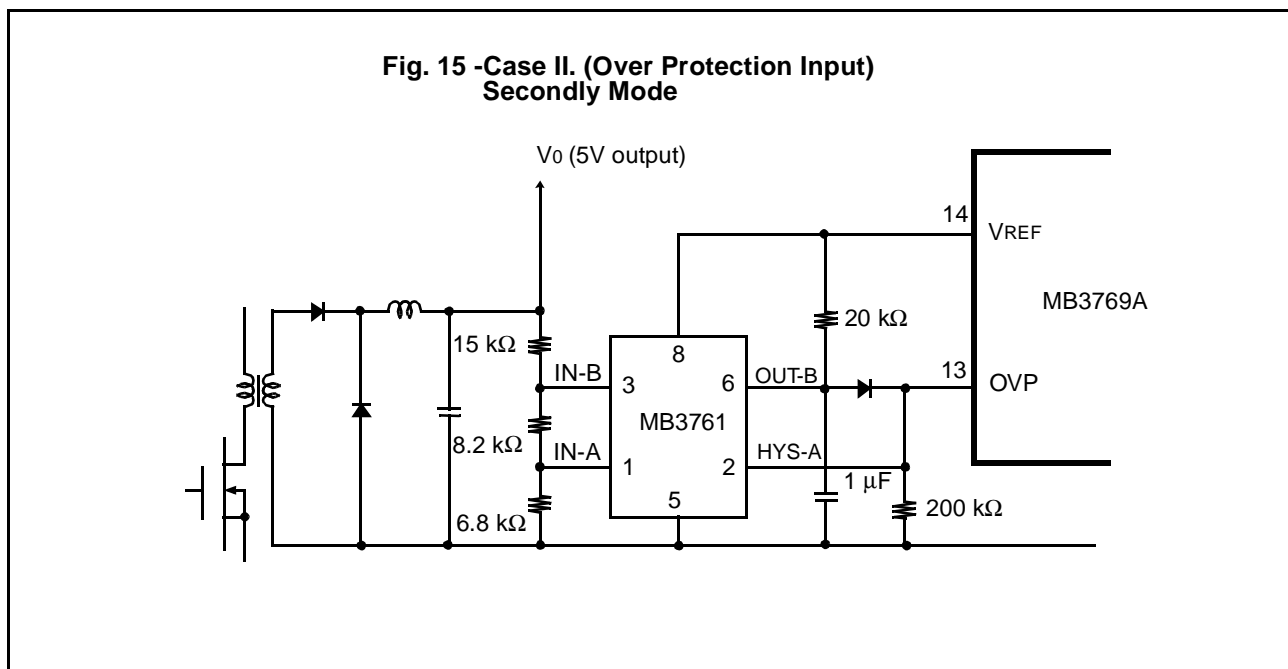 Fig. 15 -Case II. (Over Protection Input)
Secondly Mode
V0 (5V output)
14
VREF
MB3769A
20 kΩ
15 kΩ
8
IN-B
3
6
OUT-B
13
OVP
MB3761
8.2 kΩ
IN-A
1
2
HYS-A
1 µF
5
6.8 kΩ
200 kΩ